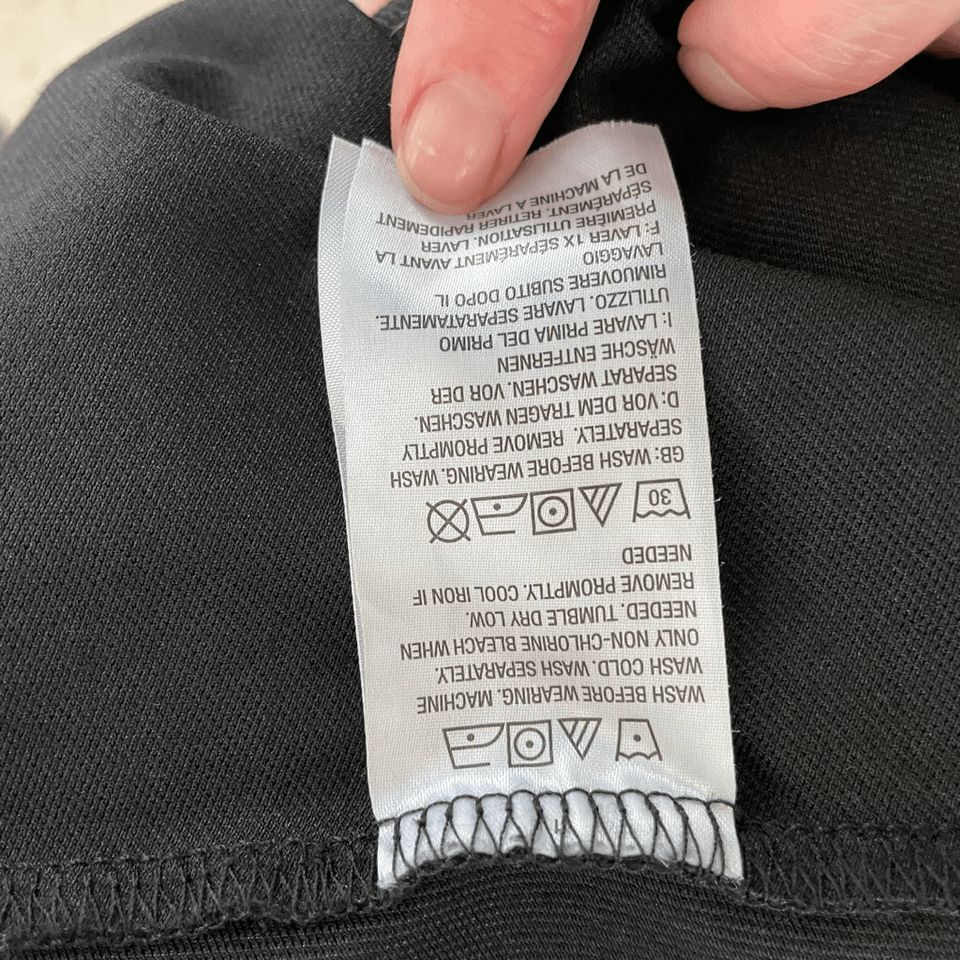 WASH BEFORE WEARING. MACHINE
WASH COLD. WASH SEPARATELY.
ONLY NON-CHLORINE BLEACH WHEN
NEEDED. TUMBLE DRY LOW.
REMOVE PROMPTLY. COOL IRON IF
NEEDED
30
GB: WASH BEFORE WEARING. WASH
SEPARATELY. REMOVE PROMPTLY
D: VOR DEM TRAGEN WASCHEN.
SEPARAT WASCHEN. VOR DER
WÄSCHE ENTFERNEN
I: LAVARE PRIMA DEL PRIMO
UTILIZZO. LAVARE SEPARATAMENTE.
RIMUOVERE SUBITO DOPO IL
LAVAGGIO
F: LAVER 1X SÉPARÉMENT AVANT LA
PREMIÈRE UTILISATION. LAVER
SÉPARÉMENT. RETIRER RAPIDEMENT
DE LA MACHINE À LAVER